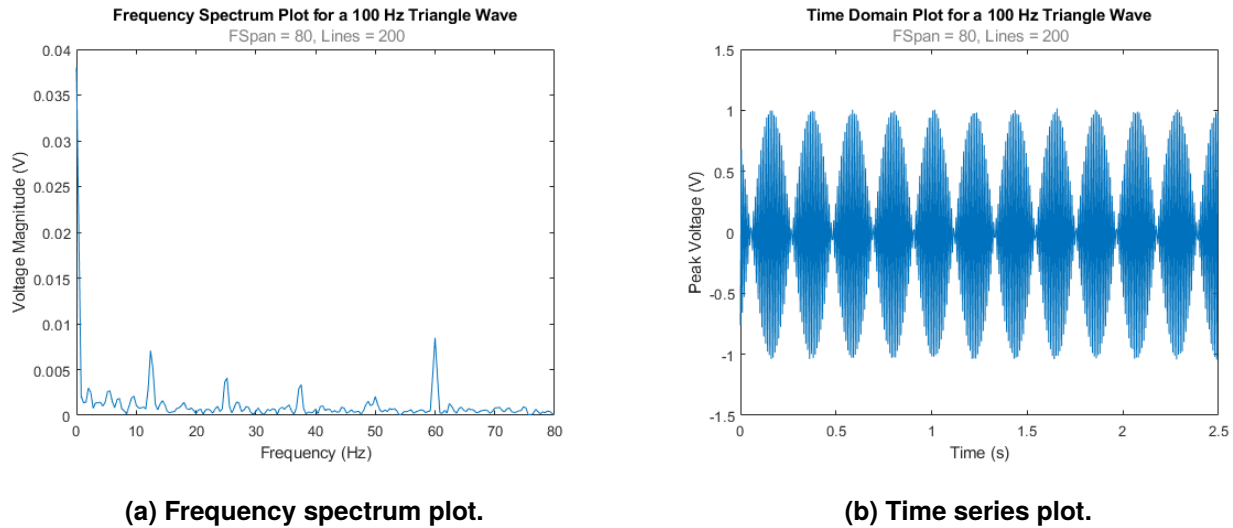 Frequency Spectrum Plot for a 100 Hz Triangle Wave
FSpan = 80, Lines = 200
0.04
0.035
0.03
0.025
0.02
0.015
0.01
0.005
0
Voltage Magnitude (V)
0 10 20 30 40 50 60 70 80
Frequency (Hz)
(a) Frequency spectrum plot.
Time Domain Plot for a 100 Hz Triangle Wave
FSpan = 80, Lines = 200
1.5
1
0.5
0
-0.5
-1
-1.5
Peak Voltage (V)
0 0.5 1 1.5 2 2.5
Time (s)
(b) Time series plot.